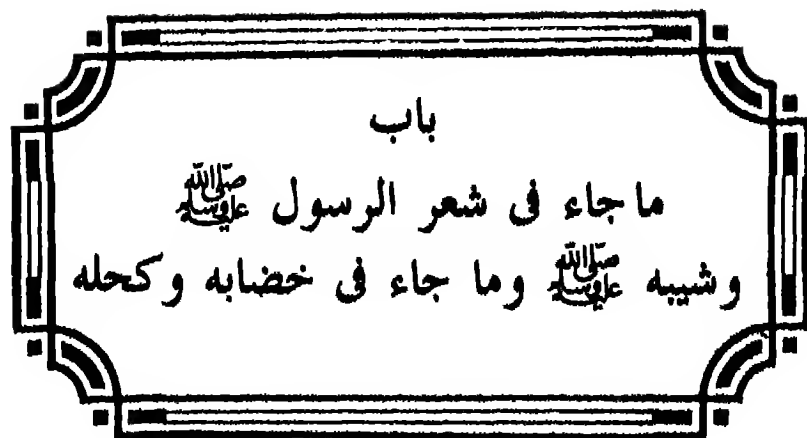 باب
ما جاء فى شعر الرسول ﷺ
وشيبه ﷺ وما جاء فى خضابه وكحله